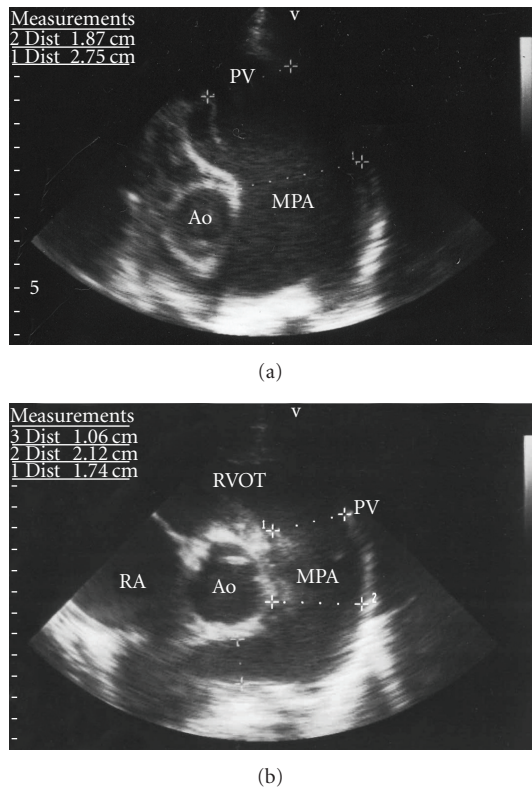 Measurements
2 Dist 1.87 cm
1 Dist 2.75 cm
V
PV
1
Ao
MPA
5
(a)
Measurements
3 Dist 1.06 cm
2 Dist 2.12 cm
1 Dist 1.74 cm
V
RVOT
1
PV
RA
Ao
MPA
2
(b)